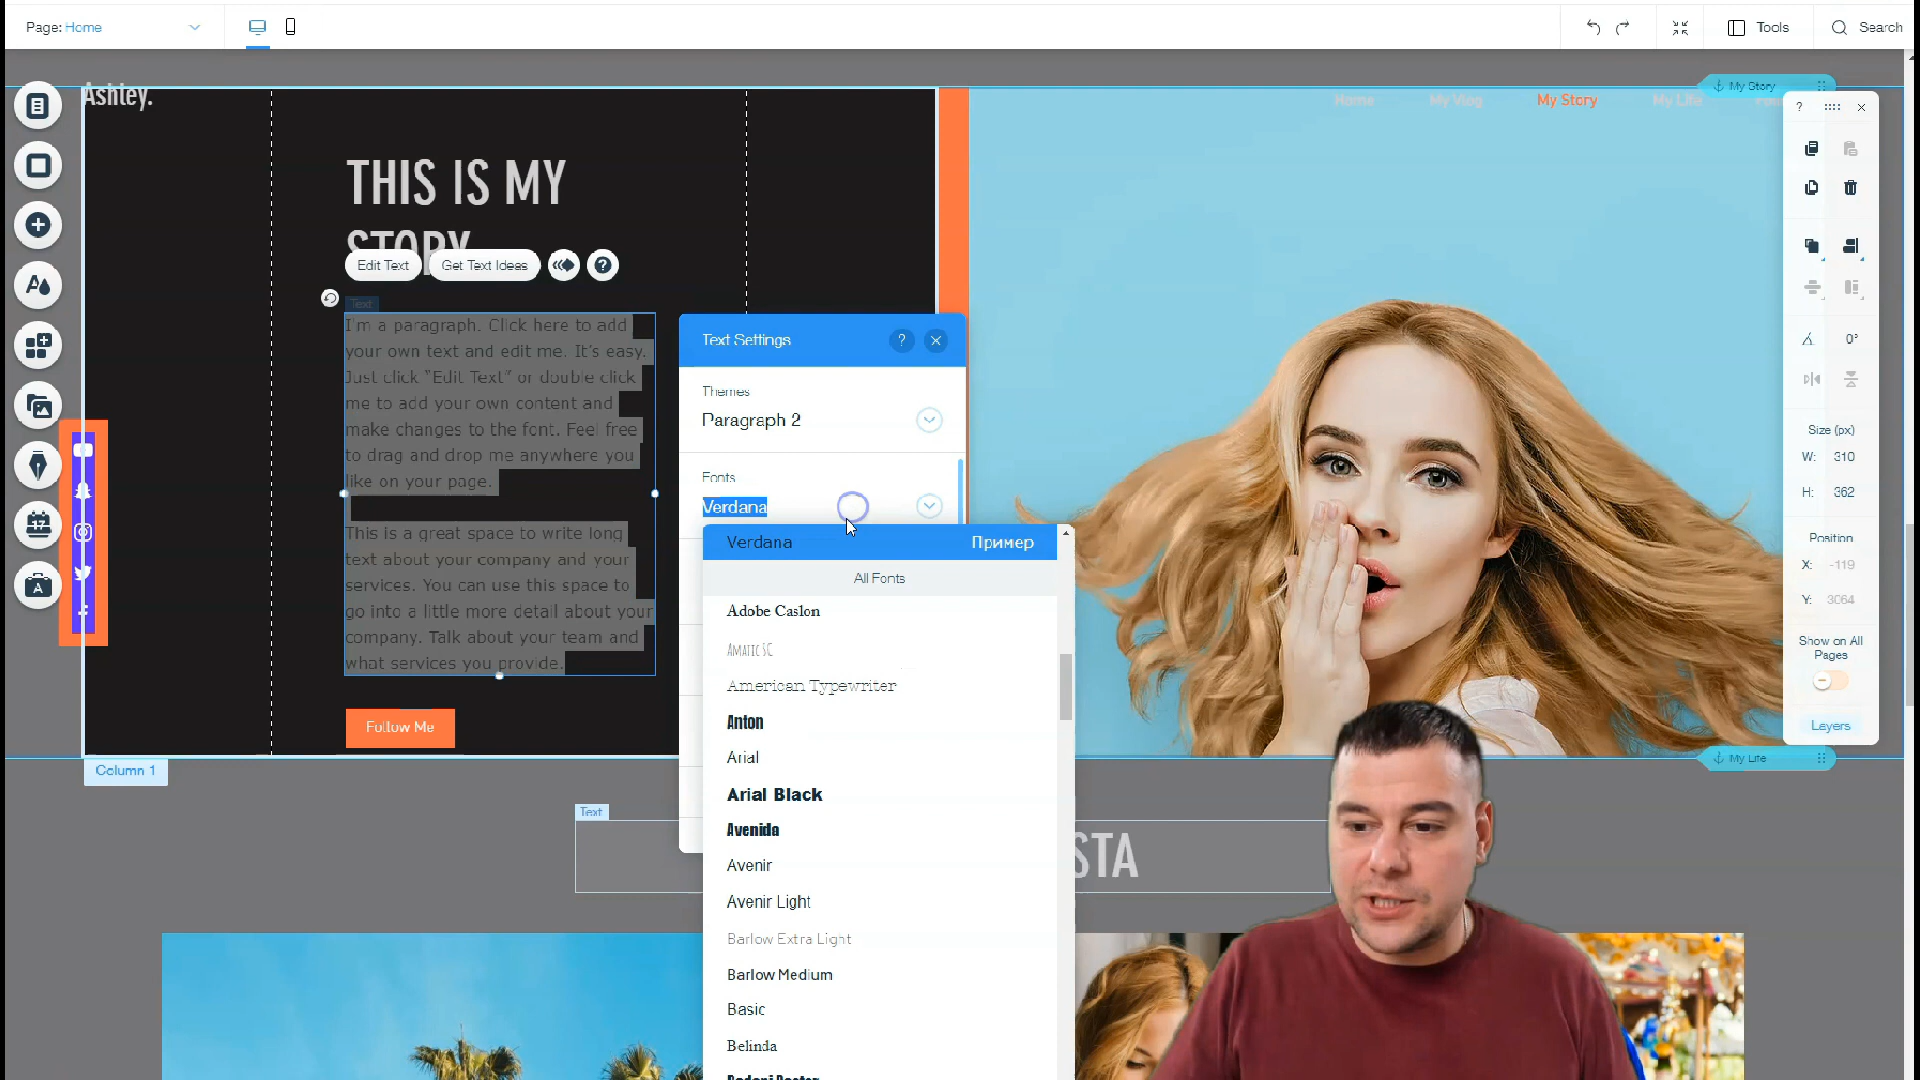 Page: Home
Tools
Search
Ashley.
Home
My Vlog
My Story
My Life
My Story
THIS IS MY
STORY
Edit Text
Get Text Ideas
?
Text
I'm a paragraph. Click here to add
your own text and edit me. It's easy.
Just click “Edit Text” or double click
me to add your own content and
make changes to the font. Feel free
to drag and drop me anywhere you
like on your page.
This is a great space to write long
text about your company and your
services. You can use this space to
go into a little more detail about your
company. Talk about your team and
what services you provide.
Follow Me
Column 1
Text Settings
?
Themes
Paragraph 2
Fonts
Verdana
Verdana
Пример
All Fonts
Adobe Caslon
Amatic SC
American Typewriter
Anton
Arial
Arial Black
Avenida
Avenir
Avenir Light
Barlow Extra Light
Barlow Medium
Basic
Belinda
17
A
A
?
0°
Size (px)
W: 310
H: 362
Position
X: -119
Y: 3064
Show on All
Pages
Layers
My Life
Text
STA